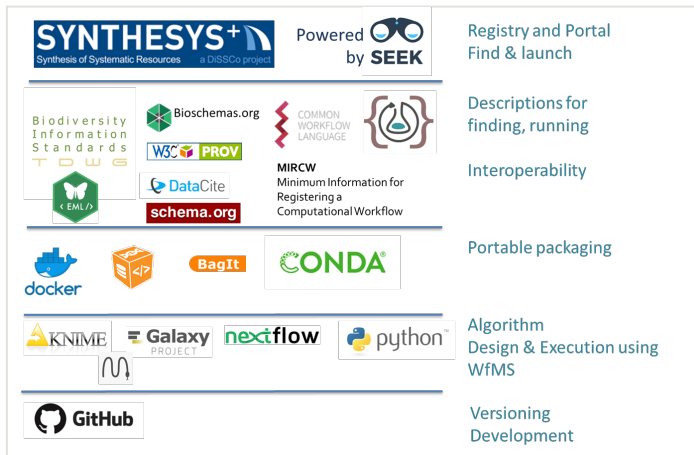 SYNTHESYS+
Synthesis of Systematic Resources a DiSSCo project
Powered
by SEEK
Registry and Portal
Find & launch
Biodiversity
Information
Standards
TDWG
Bioschemas.org
COMMON
WORKFLOW
LANGUAGE
Descriptions for
finding, running
W3C PROV
DataCite
schema.org
< EML/>
MIRCW
Minimum Information for
Registering a
Computational Workflow
Interoperability
docker
</>
BagIt
CONDA
Portable packaging
KNIME
Galaxy
PROJECT
nextflow
python™
Algorithm
Design & Execution using
WfMS
GitHub
Versioning
Development